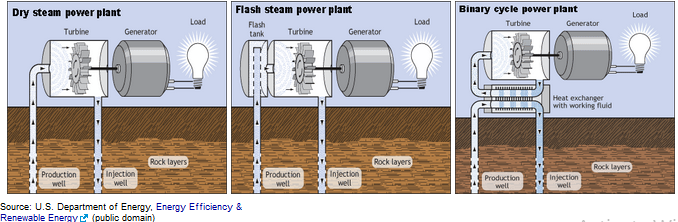 Dry steam power plant
Turbine
Generator
Load
Production
well
Injection
well
Rock layers
Flash steam power plant
Flash
tank
Turbine
Generator
Load
Production
well
Injection
well
Rock layers
Binary cycle power plant
Turbine
Generator
Load
Heat exchanger
with working fluid
Production
well
Injection
well
Rock layers
Source: U.S. Department of Energy, Energy Efficiency &
Renewable Energy (public domain)